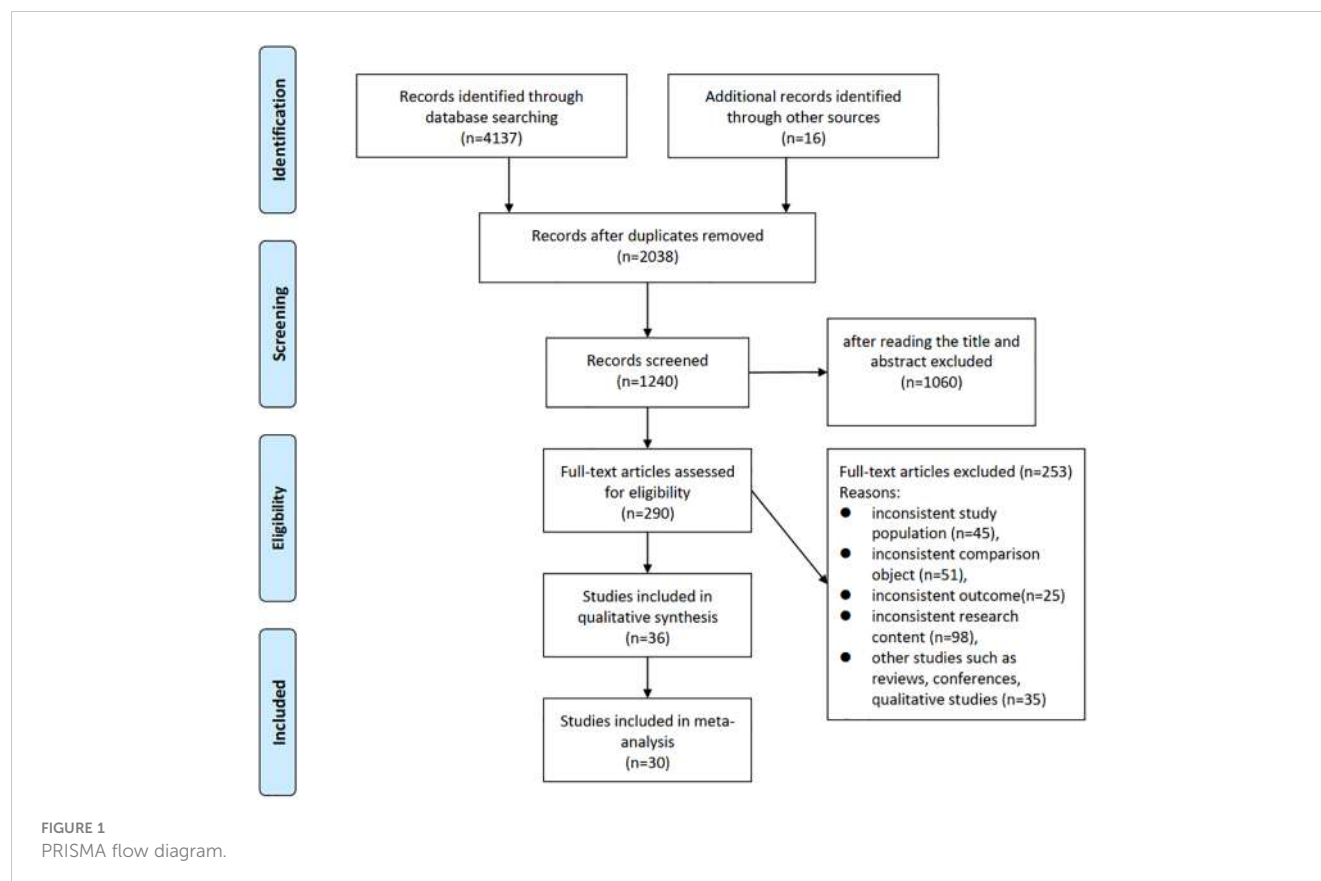 Identification
Records identified through
database searching
(n=4137)
Additional records identified
through other sources
(n=16)
Records after duplicates removed
(n=2038)
Screening
Records screened
(n=1240)
after reading the title and
abstract excluded
(n=1060)
Eligibility
Full-text articles assessed
for eligibility
(n=290)
Full-text articles excluded (n=253)
Reasons:
● inconsistent study
population (n=45),
● inconsistent comparison
object (n=51),
● inconsistent outcome(n=25)
● inconsistent research
content (n=98),
● other studies such as
reviews, conferences,
qualitative studies (n=35)
Studies included in
qualitative synthesis
(n=36)
Included
Studies included in meta-
analysis
(n=30)
FIGURE 1
PRISMA flow diagram.